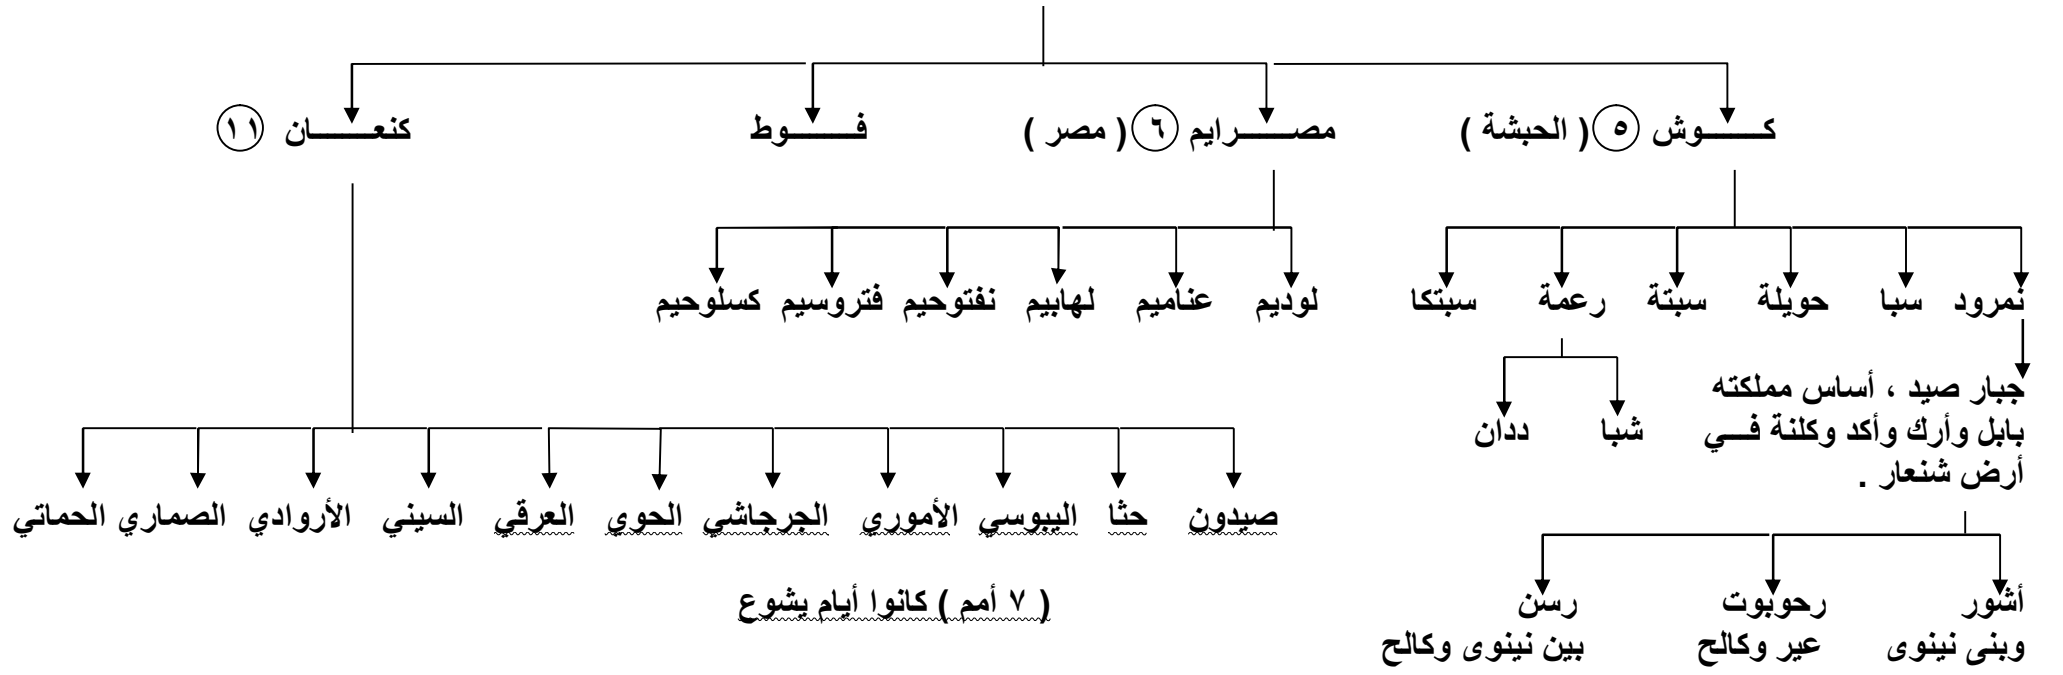 كـــــوش ٥ ( الحبشة ) مصـــــرايم ٦ ( مصر ) فـــــوط كنعـــــان ١١
نمرود سبا حويلة سبتة رعمة سبتكا لوديم عناميم لهابيم نفتوحيم فتروسيم كسلوحيم
جبار صيد ، أساس مملكته
بابل وأرك وأكد وكلنة فـــي
أرض شنعار .
شبا ددان
صيدون حثا اليبوسي الأموري الجرجاشي الحوي العرقي السيني الأروادي الصماري الحماتي
( ٧ أمم ) كانوا أيام يشوع
أشور رحوبوت رسن
وبنى نينوى عير وكالح بين نينوى وكالح